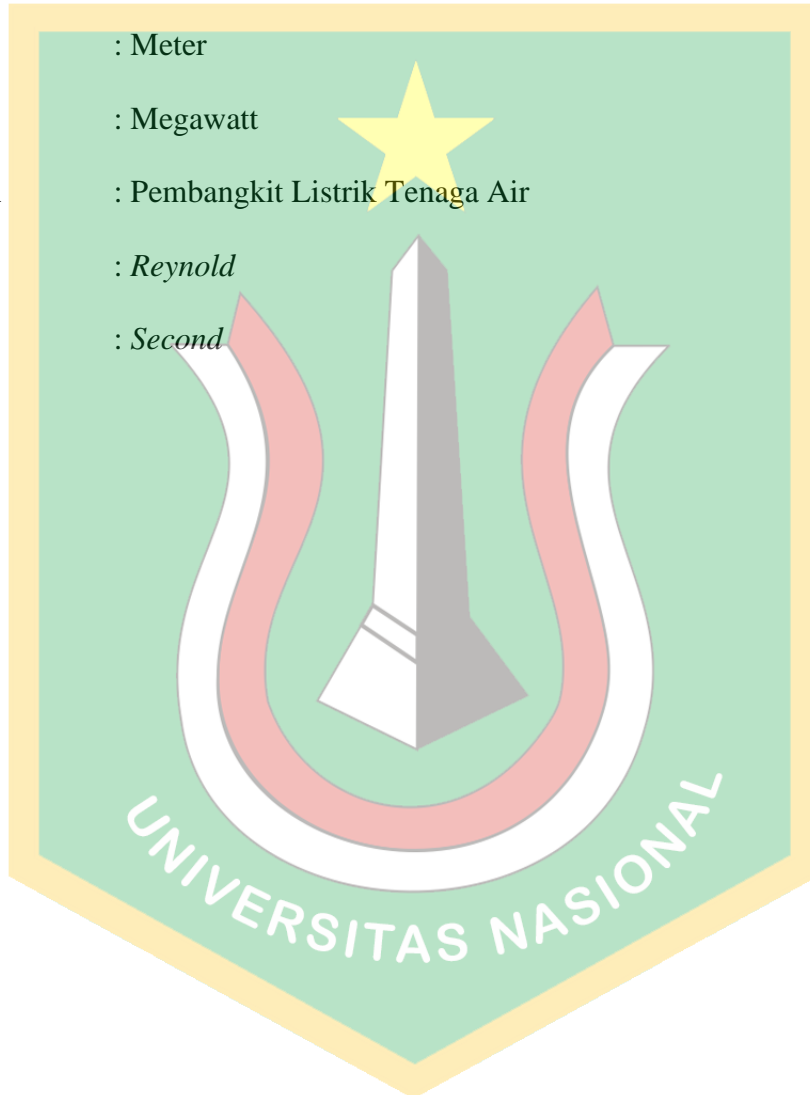 : Meter
: Megawatt
: Pembangkit Listrik Tenaga Air
: Reynold
: Second
UNIVERSITAS NASIONAL